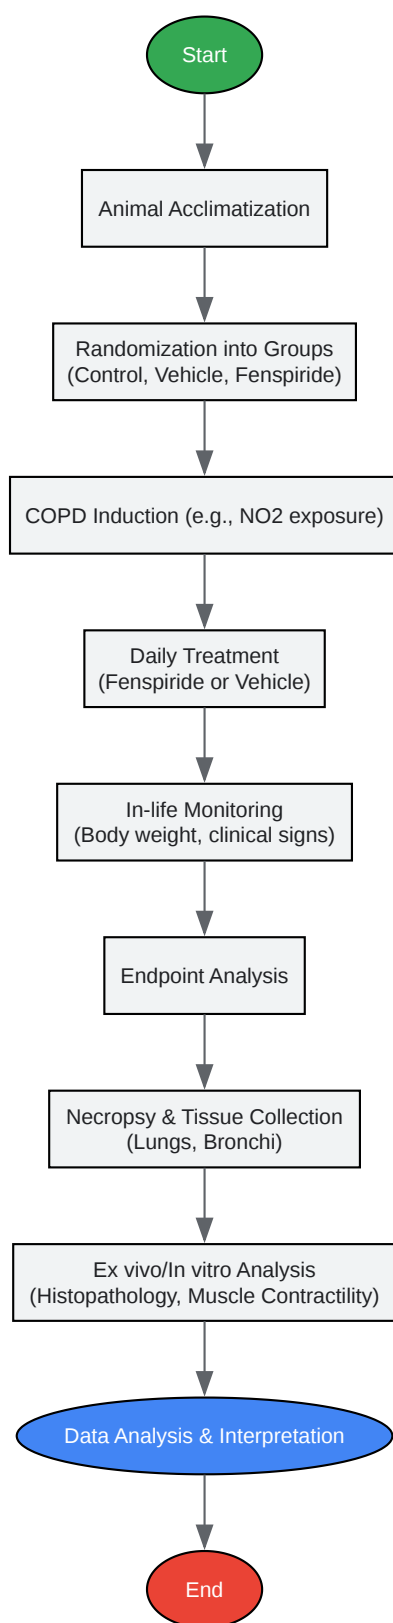 Start
Animal Acclimatization
Randomization into Groups
(Control, Vehicle, Fenspiride)
COPD Induction (e.g., NO2 exposure)
Daily Treatment
(Fenspiride or Vehicle)
In-life Monitoring
(Body weight, clinical signs)
Endpoint Analysis
Necropsy & Tissue Collection
(Lungs, Bronchi)
Ex vivo/In vitro Analysis
(Histopathology, Muscle Contractility)
Data Analysis & Interpretation
End